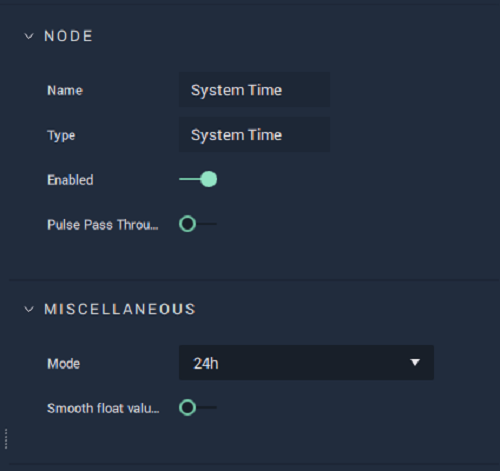 NODE
Name System Time
Type System Time
Enabled
Pulse Pass Throu...
MISCELLANEOUS
Mode 24h
Smooth float valu...